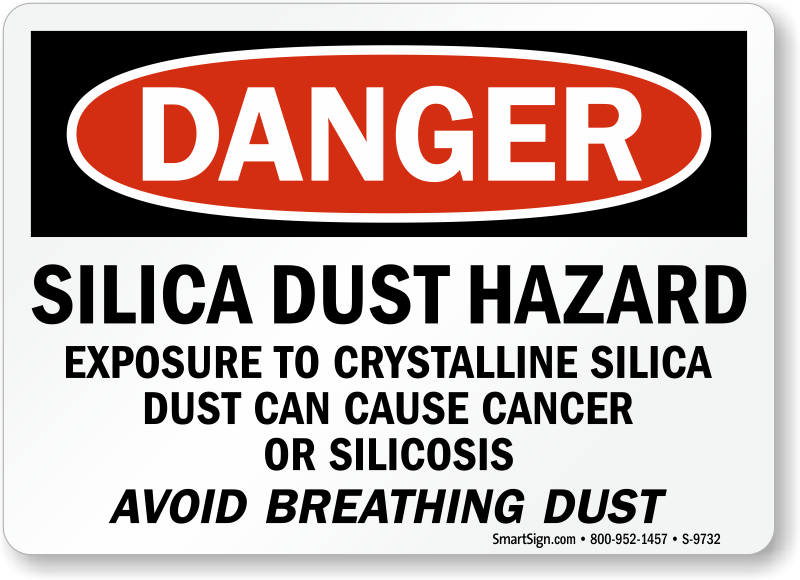 DANGER
SILICA DUST HAZARD
EXPOSURE TO CRYSTALLINE SILICA
DUST CAN CAUSE CANCER
OR SILICOSIS
AVOID BREATHING DUST
SmartSign.com • 800-952-1457 • S-9732